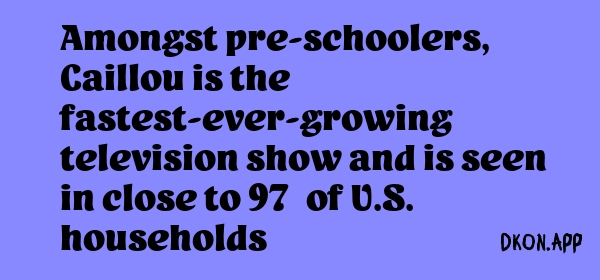 Amongst pre-schoolers,
Caillou is the
fastest-ever-growing
television show and is seen
in close to 97  of U.S.
households
DKON.APP